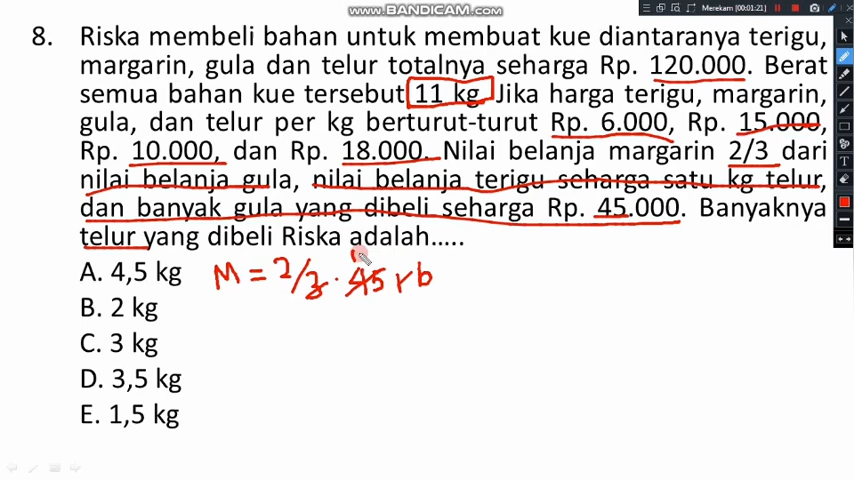 www.BANDICAM.com
Merekam [00:01:21]
8. Riska membeli bahan untuk membuat kue diantaranya terigu,
margarin, gula dan telur totalnya seharga Rp. 120.000. Berat
semua bahan kue tersebut 11 kg Jika harga terigu, margarin,
gula, dan telur per kg berturut-turut Rp. 6.000, Rp. 15.000,
Rp. 10.000, dan Rp. 18.000. Nilai belanja margarin 2/3 dari
nilai belanja gula, nilai belanja terigu seharga satu kg telur,
dan banyak gula yang dibeli seharga Rp. 45.000. Banyaknya
telur yang dibeli Riska adalah.....
A. 4,5 kg
M = 2/3 . 45 rb
B. 2 kg
C. 3 kg
D. 3,5 kg
E. 1,5 kg